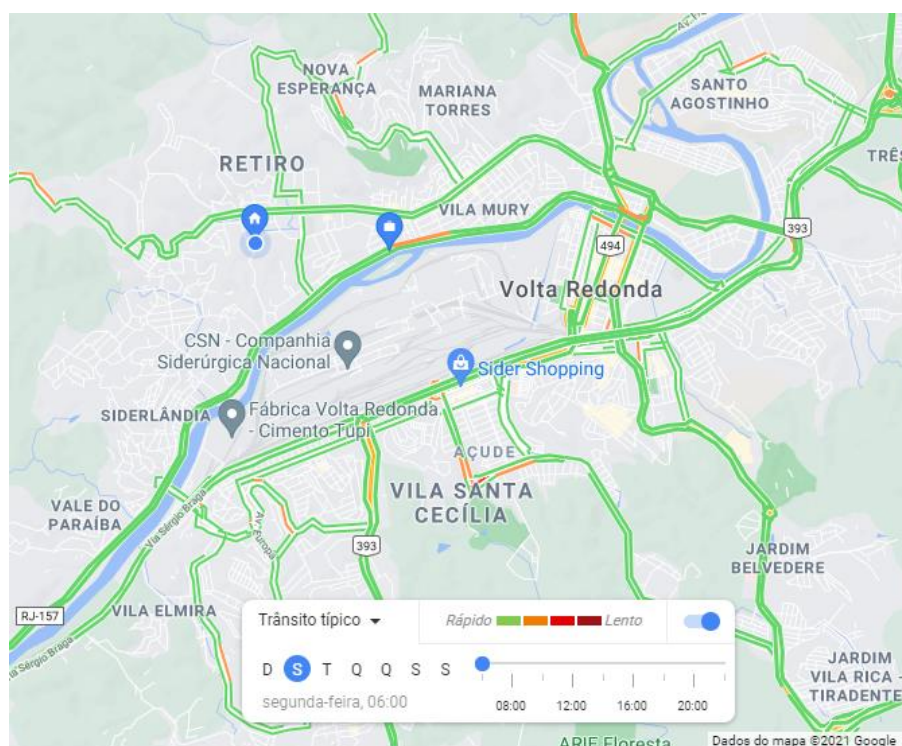 NOVA
ESPERANÇA
MARIANA
TORRES
SANTO
AGOSTINHO
RETIRO
TRÊS
VILA MURY
393
494
Volta Redonda
CSN - Companhia
Siderúrgica Nacional
Sider Shopping
SIDERLÂNDIA
Fábrica Volta Redonda
- Cimento Tupi
AÇUDE
VILA SANTA
CECÍLIA
VALE DO
PARAÍBA
Via Sérgio Braga
Av. Europa
393
JARDIM
BELVEDERE
RJ-157
VILA ELMIRA
Via Sérgio Braga
Trânsito típico
Rápido
Lento
D S T Q Q S S
segunda-feira, 06:00
08:00 12:00 16:00 20:00
JARDIM
VILA RICA -
TIRADENTE
ARIE Floresta
Dados do mapa ©2021 Google